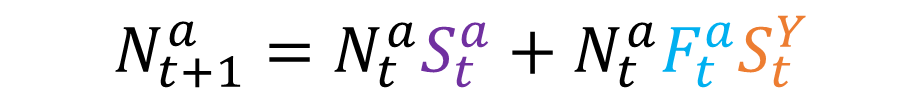 N^a_{t+1} = N^a_t S^a_t + N^a_t F^a_t S^Y_t